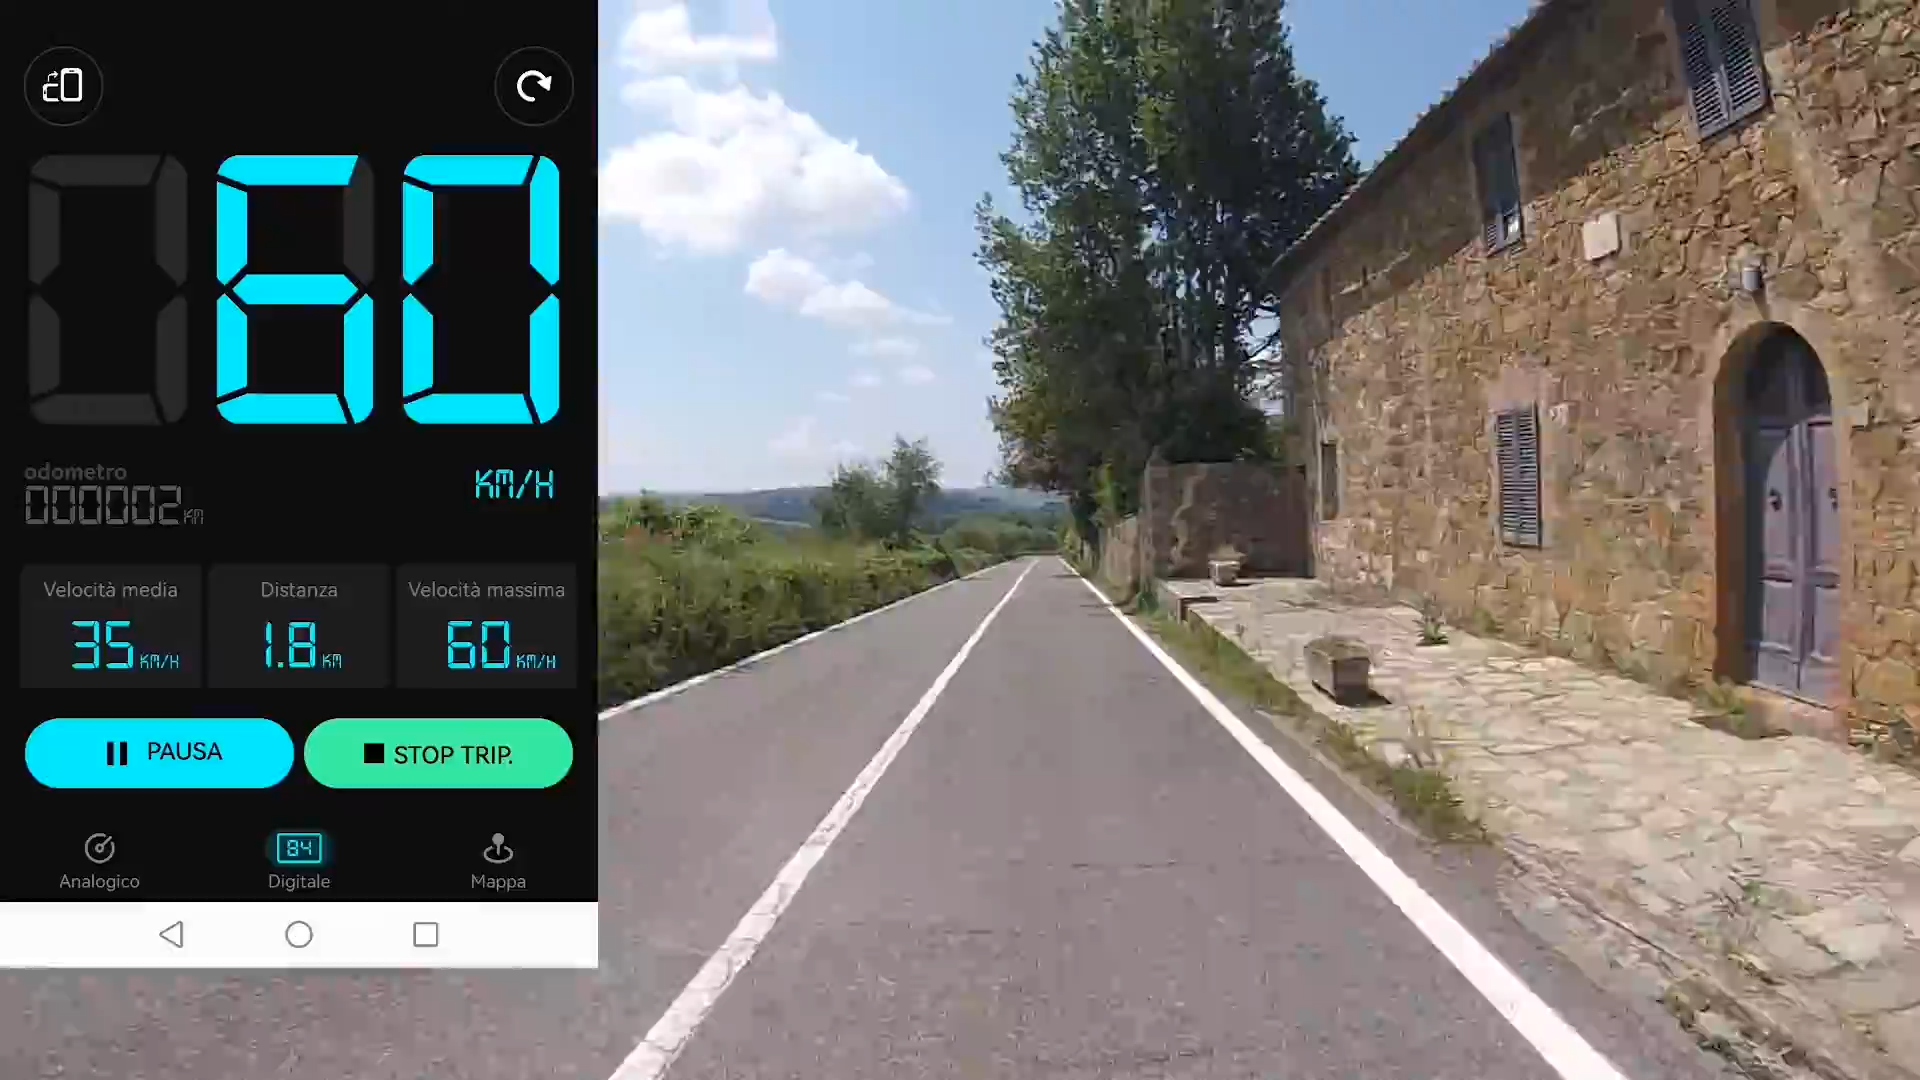 60
odometro
KM/H
000002 KM
Velocità media
Distanza
Velocità massima
35 KM/H
1.8 KM
60 KM/H
PAUSA
STOP TRIP.
84
Analogico
Digitale
Mappa